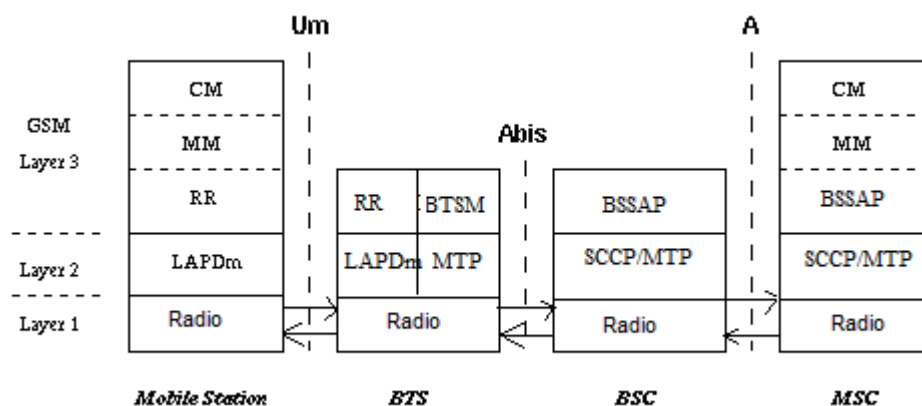 Um
A
CM
CM
GSM
Abis
MM
MM
Layer 3
RR
RR
BTSM
BSSAP
BSSAP
Layer 2
LAPDm
LAPDm
MTP
SCCP/MTP
SCCP/MTP
Layer 1
Radio
Radio
Radio
Radio
Mobile Station
BTS
BSC
MSC